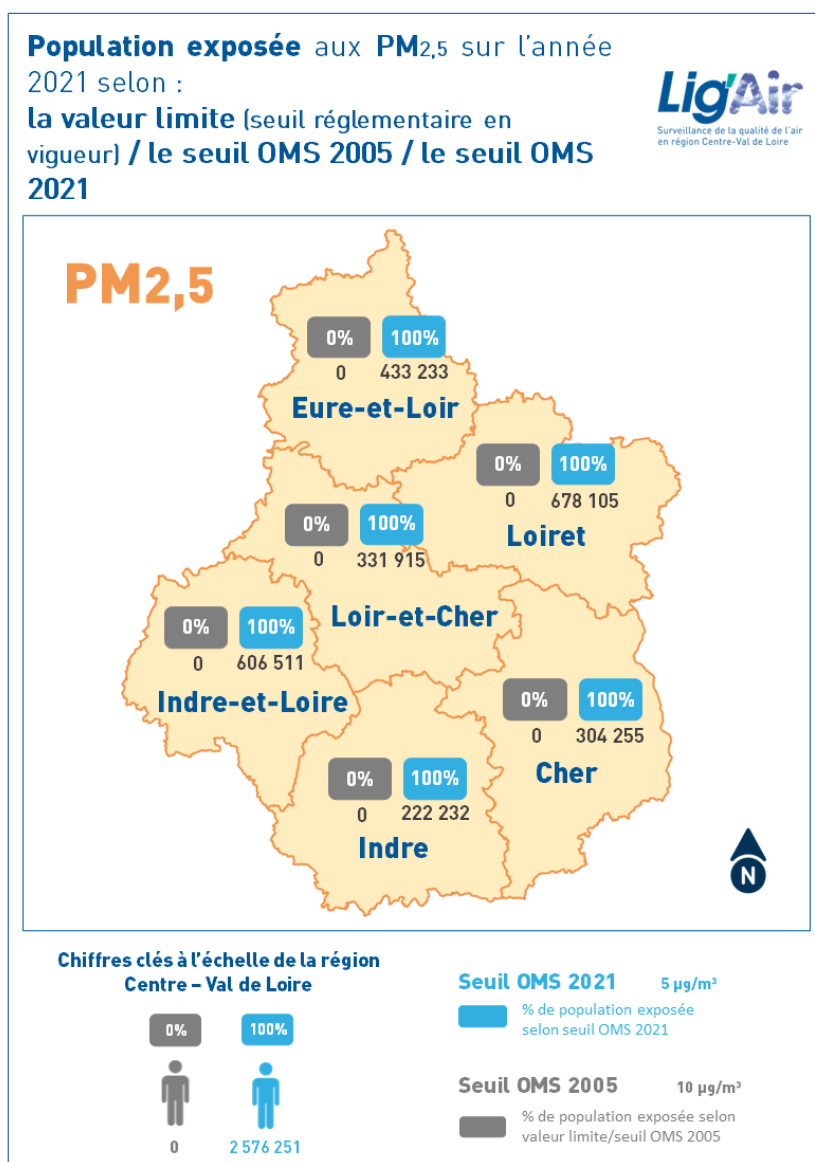 Population exposée aux PM2,5 sur l'année
2021 selon :
la valeur limite (seuil réglementaire en
vigueur) / le seuil OMS 2005 / le seuil OMS
2021
Lig'Air
Surveillance de la qualité de l'air
en région Centre-Val de Loire
PM2,5
0% 100%
0 433 233
Eure-et-Loir
0% 100%
0 678 105
Loiret
0% 100%
0 331 915
Loir-et-Cher
0% 100%
0 606 511
Indre-et-Loire
0% 100%
0 304 255
Cher
0% 100%
0 222 232
Indre
N
Chiffres clés à l'échelle de la région
Centre – Val de Loire
0% 100%
0 2 576 251
Seuil OMS 2021 5 µg/m³
% de population exposée
selon seuil OMS 2021
Seuil OMS 2005 10 µg/m³
% de population exposée selon
valeur limite/seuil OMS 2005